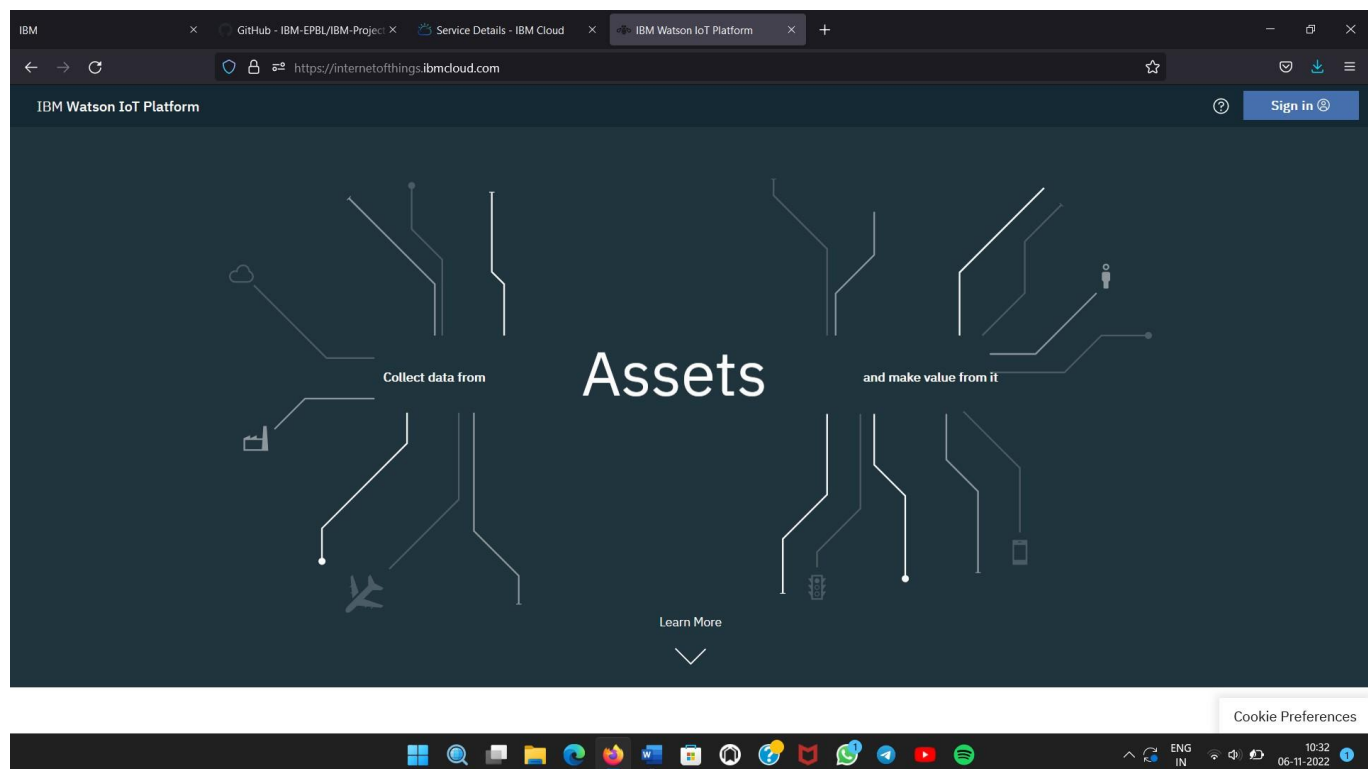 IBM
GitHub - IBM-EPBL/IBM-Project
Service Details - IBM Cloud
IBM Watson IoT Platform
https://internetofthings.ibmcloud.com
IBM Watson IoT Platform
Sign in
Collect data from
Assets
and make value from it
Learn More
Cookie Preferences
ENG
IN
10:32
06-11-2022
1